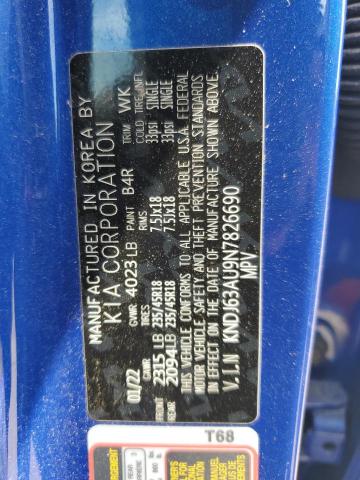 MANUFACTURED IN KOREA BY
KIA CORPORATION
01/22 GVWR 4023 LB PAINT B4R TRIM WK
GAWR TIRES RIMS COLD TIRE INFL
FRONT 2315 LB 235/45R18 7.5Jx18 33psi SINGLE
REAR 2094 LB 235/45R18 7.5Jx18 33psi SINGLE
THIS VEHICLE CONFORMS TO ALL APPLICABLE U.S.A. FEDERAL
MOTOR VEHICLE SAFETY, BUMPER, AND THEFT PREVENTION STANDARDS
IN EFFECT ON THE DATE OF MANUFACTURE SHOWN ABOVE.
V.I.N KNDJ63AU9N7826690
MPV
T68